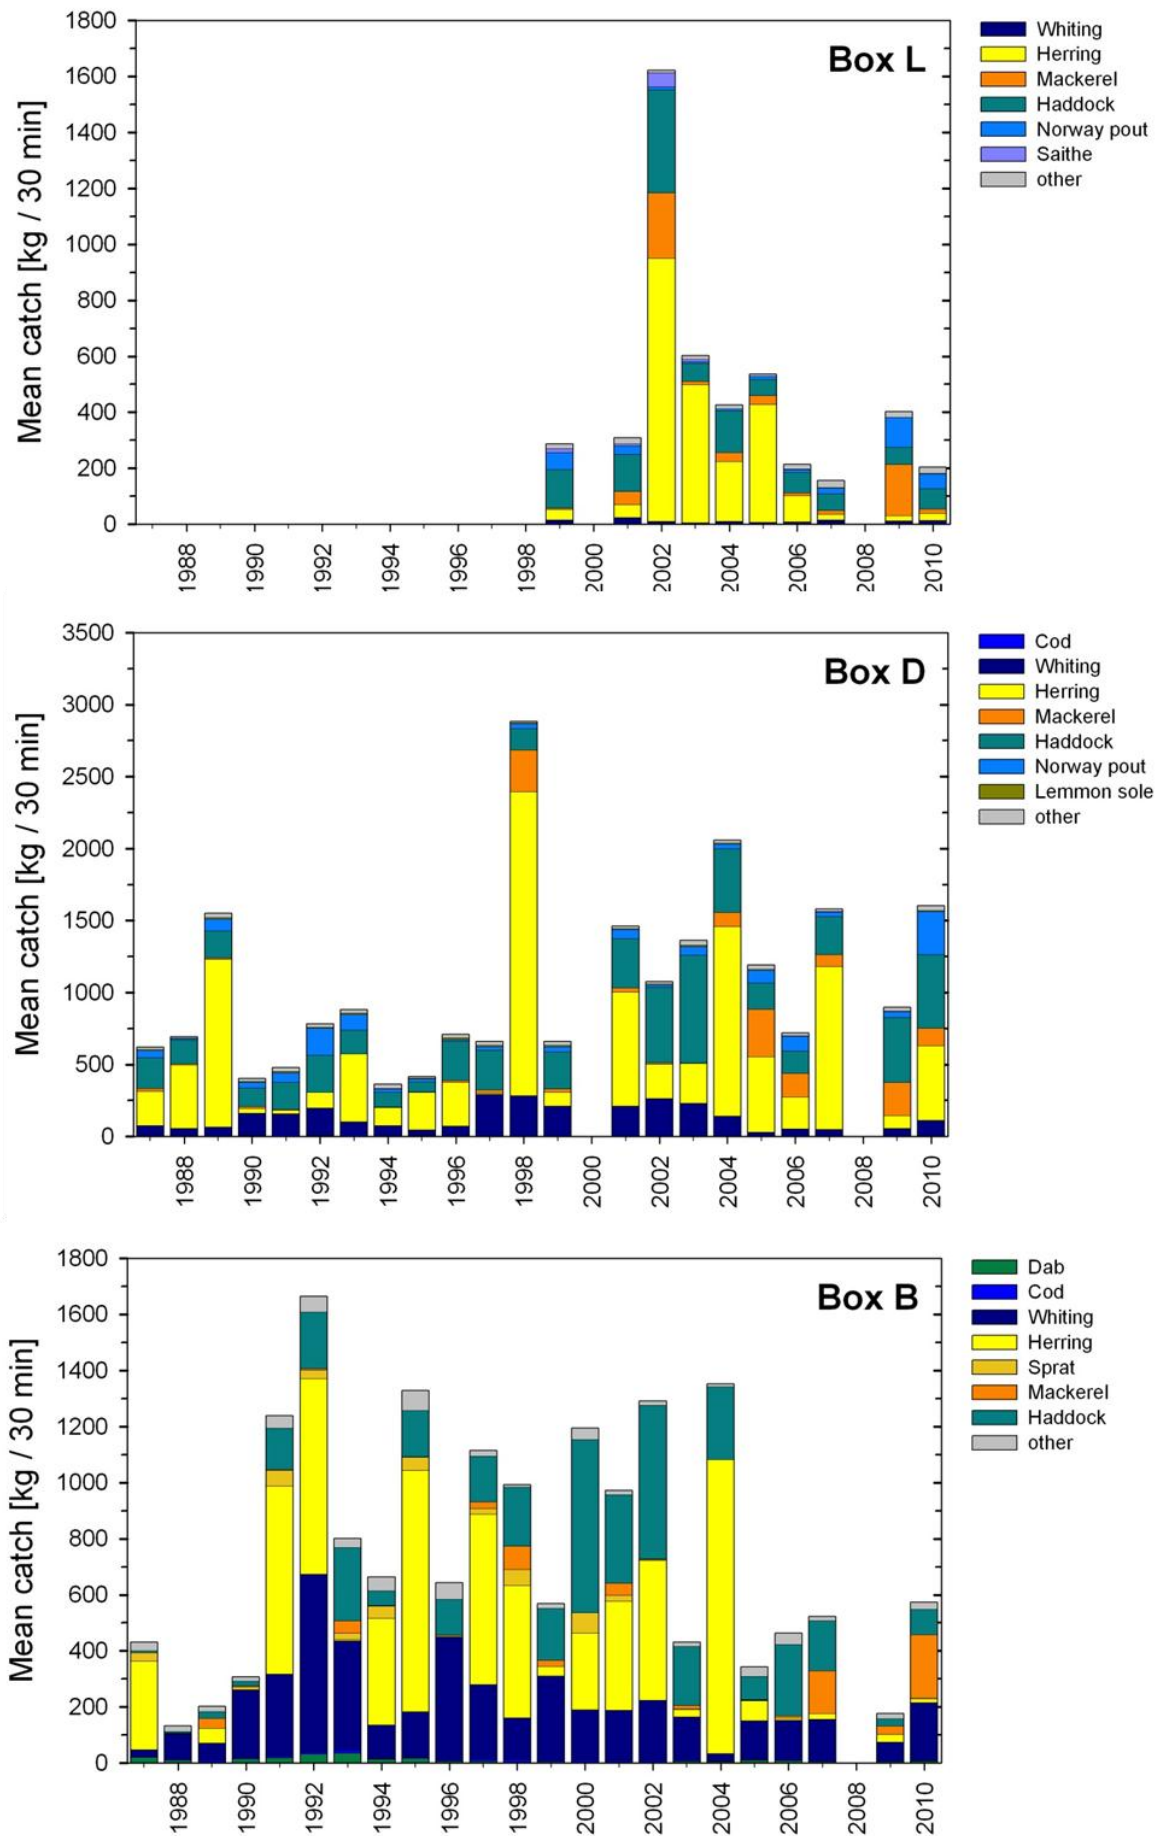 Box L
Mean catch [kg / 30 min]
1800
1600
1400
1200
1000
800
600
400
200
0
1988
1990
1992
1994
1996
1998
2000
2002
2004
2006
2008
2010
Whiting
Herring
Mackerel
Haddock
Norway pout
Saithe
other
Box D
Mean catch [kg / 30 min]
3500
3000
2500
2000
1500
1000
500
0
1988
1990
1992
1994
1996
1998
2000
2002
2004
2006
2008
2010
Cod
Whiting
Herring
Mackerel
Haddock
Norway pout
Lemmon sole
other
Box B
Mean catch [kg / 30 min]
1800
1600
1400
1200
1000
800
600
400
200
0
1988
1990
1992
1994
1996
1998
2000
2002
2004
2006
2008
2010
Dab
Cod
Whiting
Herring
Sprat
Mackerel
Haddock
other